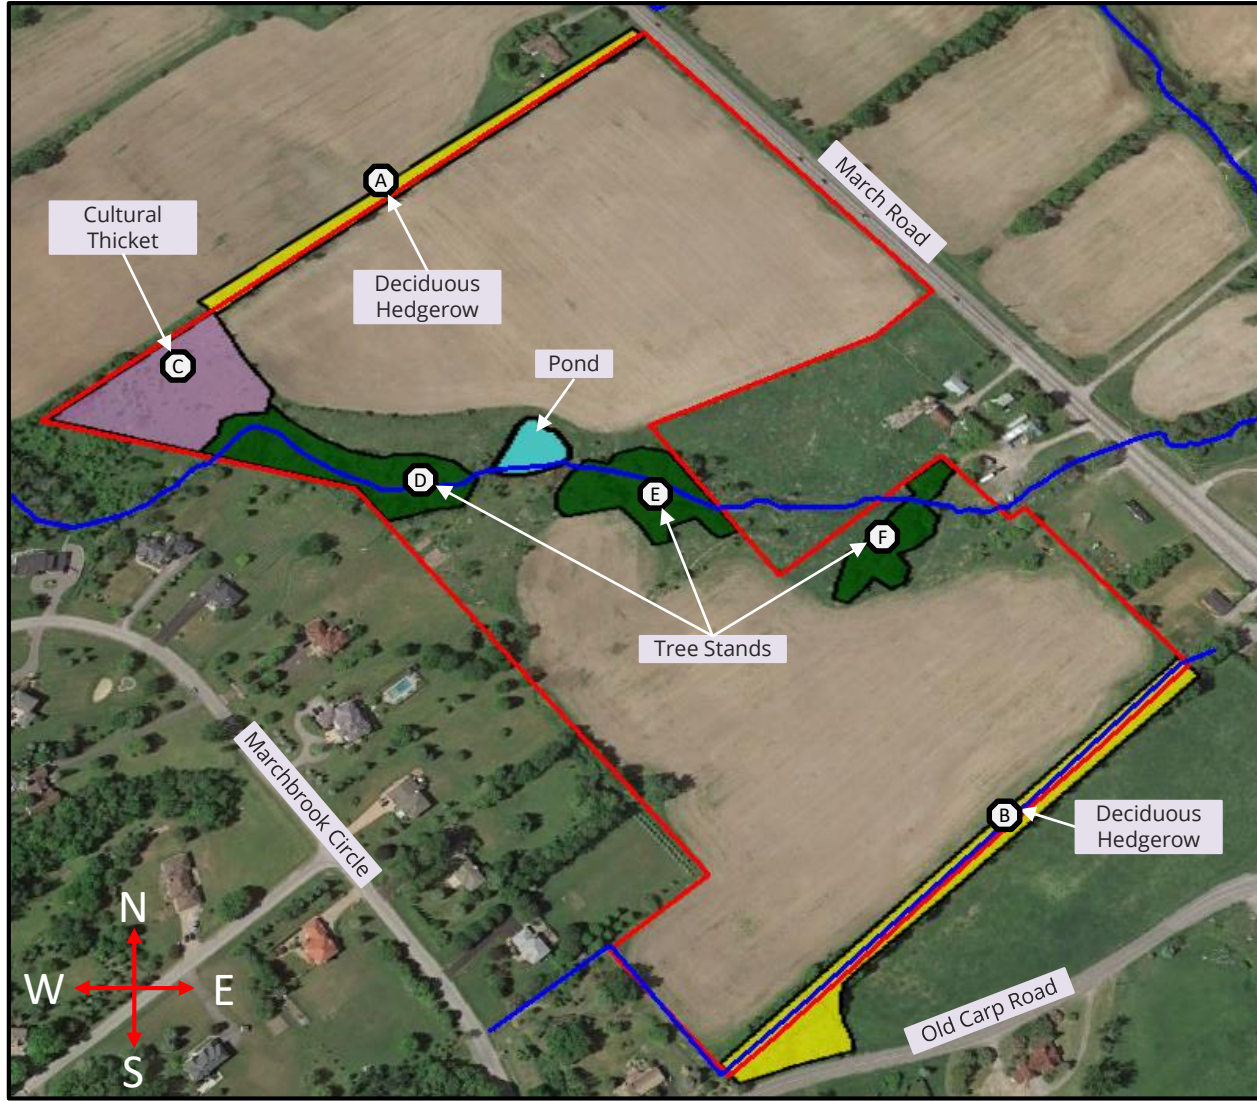 A
Cultural
Thicket
March Road
Deciduous
Hedgerow
C
Pond
D
E
F
Tree Stands
Marchbrook Circle
B
Deciduous
Hedgerow
N
W
E
S
Old Carp Road